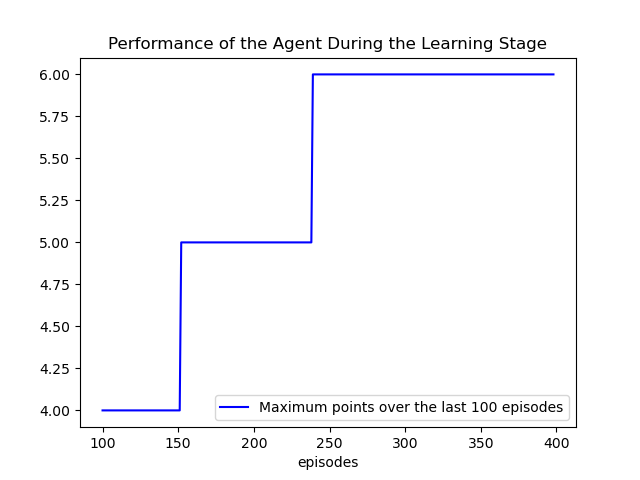 Performance of the Agent During the Learning Stage
6.00
5.75
5.50
5.25
5.00
4.75
4.50
4.25
4.00
Maximum points over the last 100 episodes
100 150 200 250 300 350 400
episodes